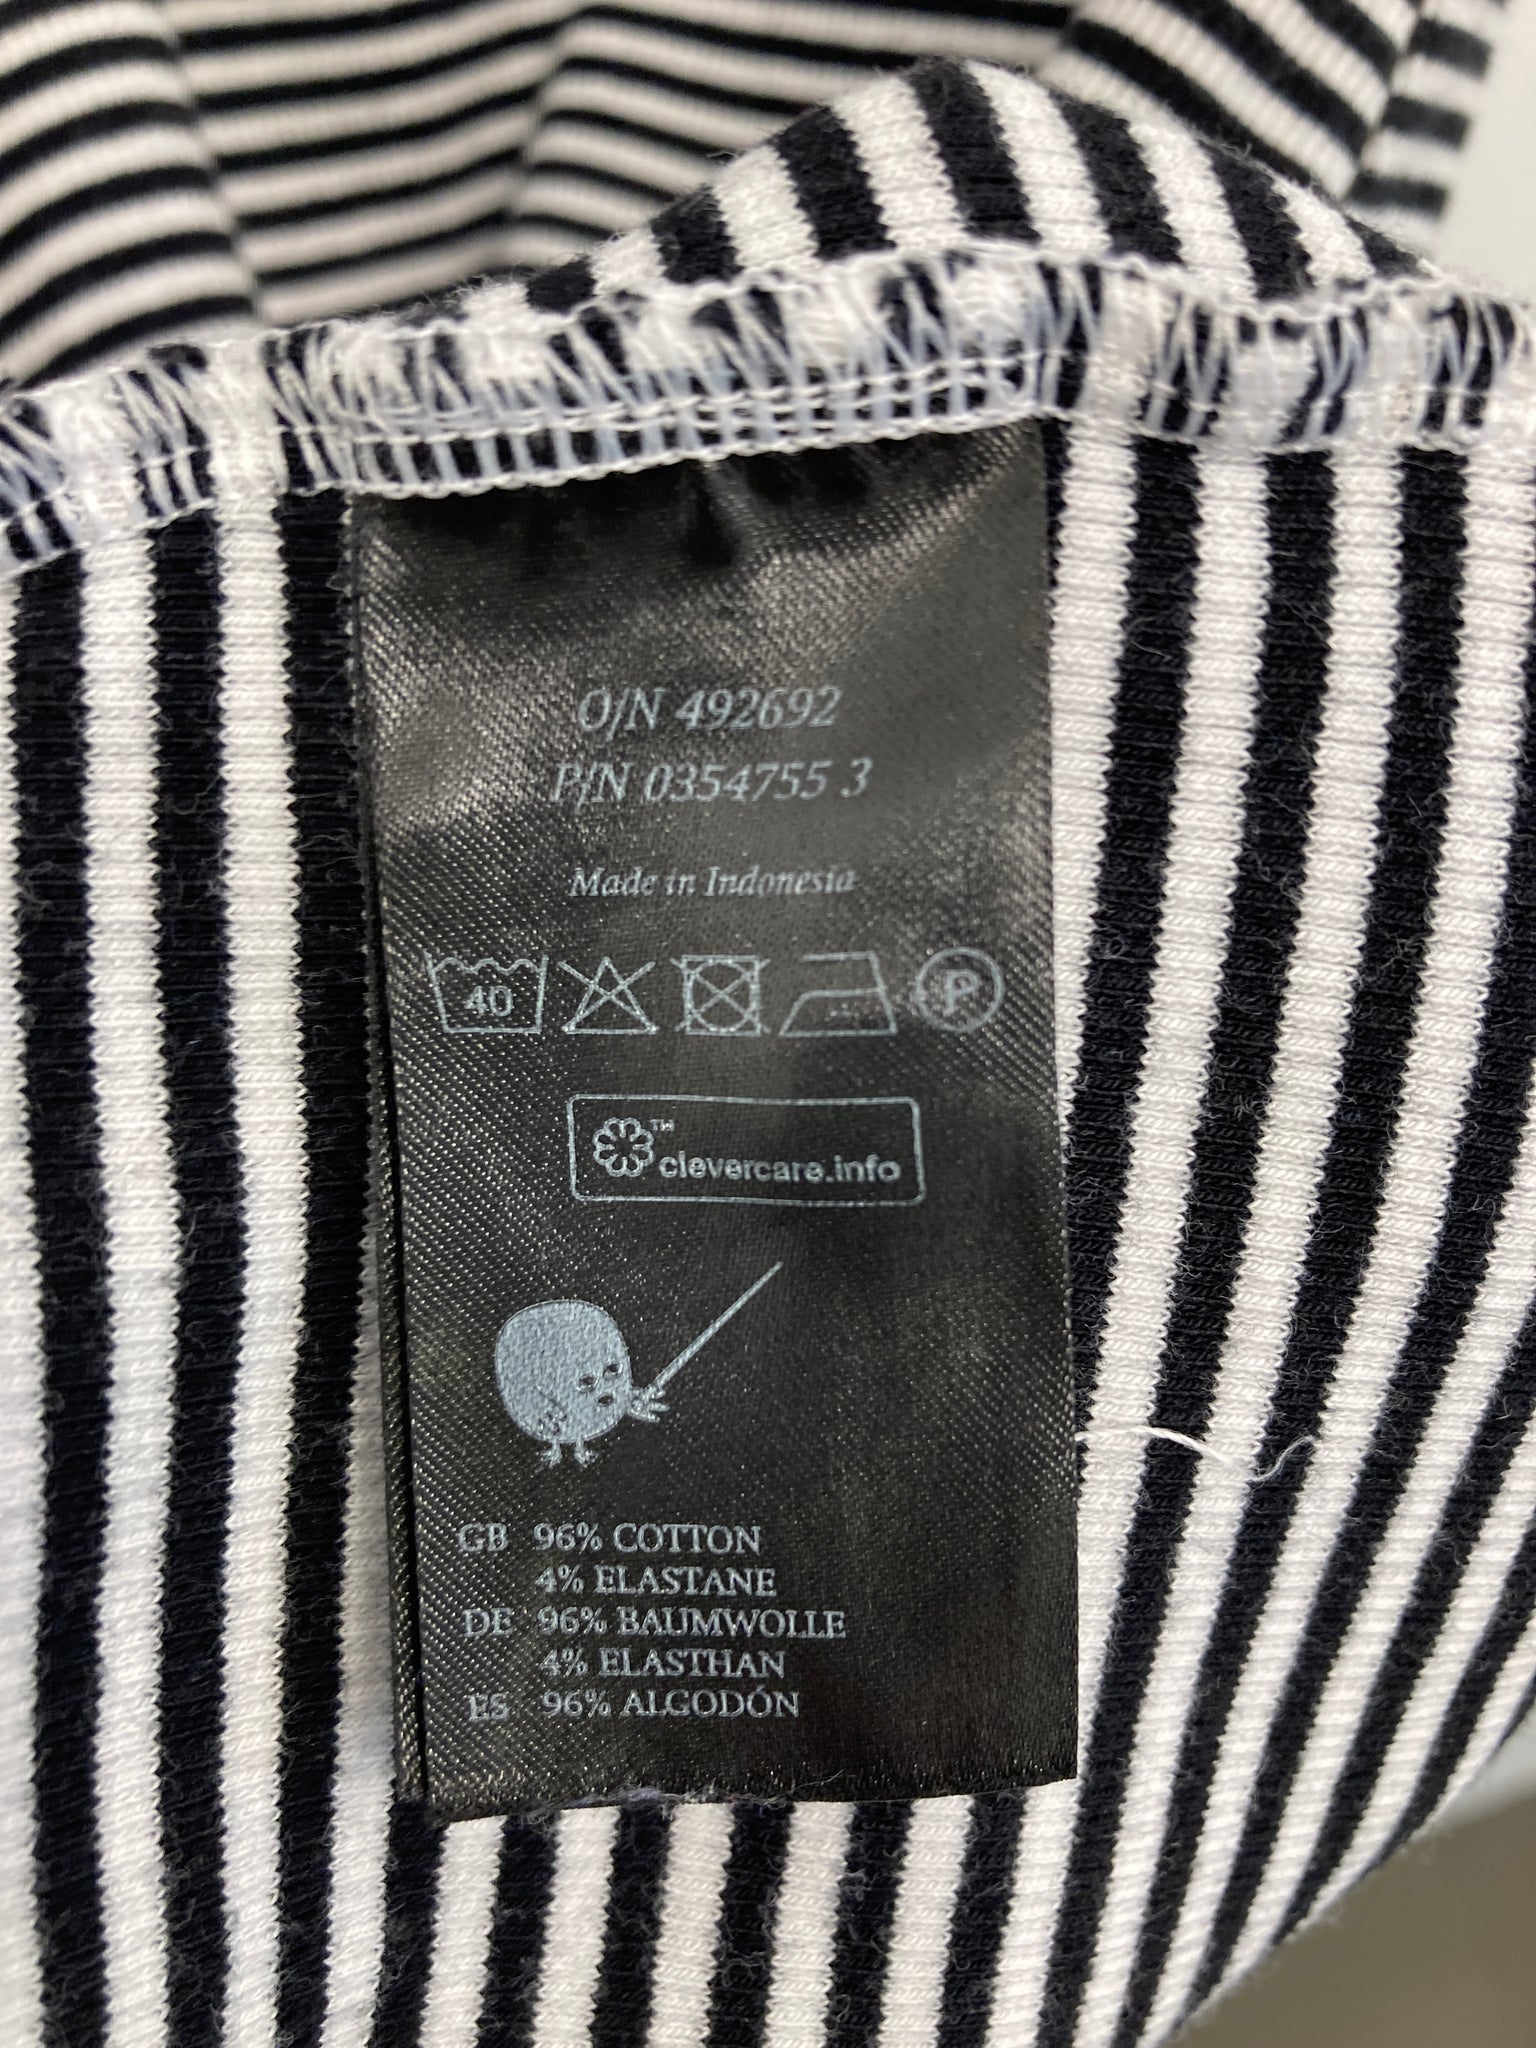 O/N 492692
P/N 0354755 3
Made in Indonesia
40 P
™ clevercare.info
GB 96% COTTON
4% ELASTANE
DE 96% BAUMWOLLE
4% ELASTHAN
ES 96% ALGODÓN